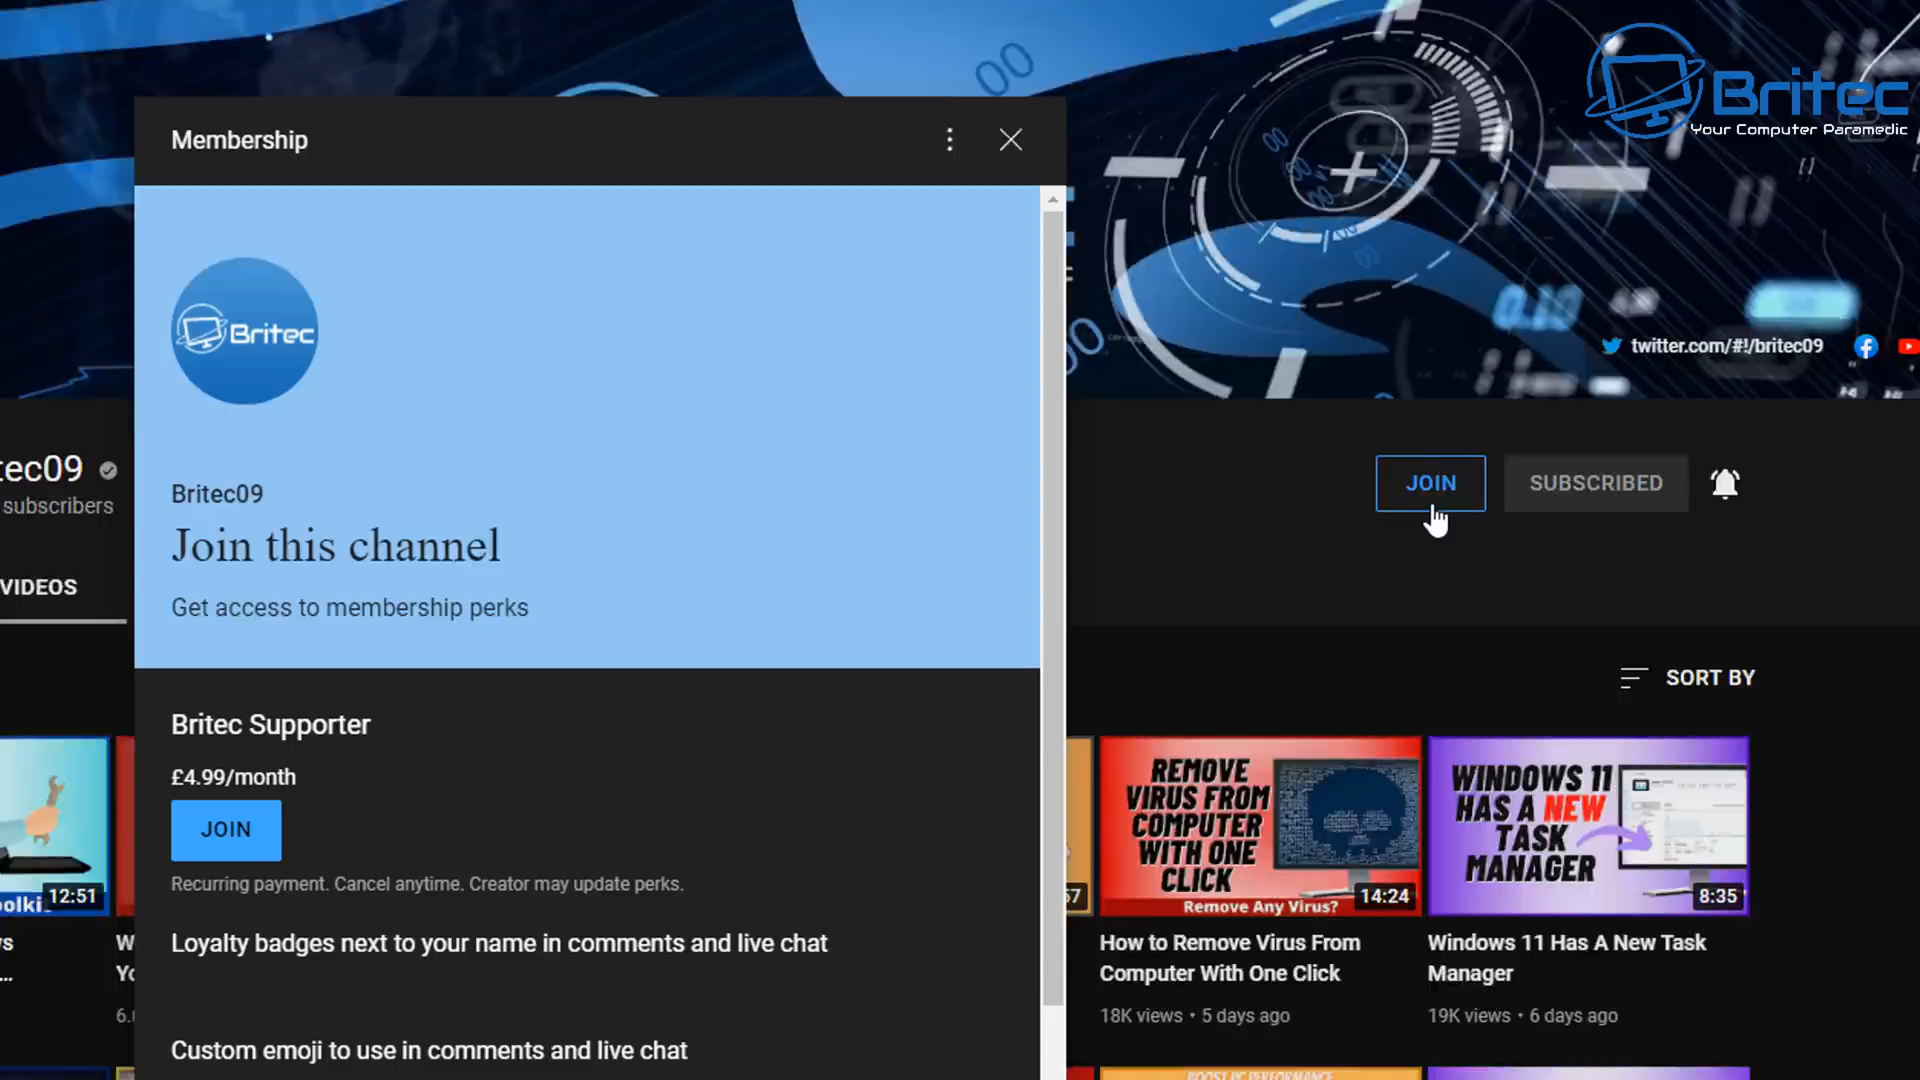 Britec
Your Computer Paramedic
Membership
Britec
twitter.com/#!/britec09
tec09
subscribers
JOIN
SUBSCRIBED
Britec09
Join this channel
Get access to membership perks
VIDEOS
SORT BY
Britec Supporter
£4.99/month
JOIN
Recurring payment. Cancel anytime. Creator may update perks.
Loyalty badges next to your name in comments and live chat
Custom emoji to use in comments and live chat
12:51
olki
57
REMOVE
VIRUS FROM
COMPUTER
WITH ONE
CLICK
14:24
Remove Any Virus?
How to Remove Virus From
Computer With One Click
18K views • 5 days ago
WINDOWS 11
HAS A NEW
TASK
MANAGER
8:35
Windows 11 Has A New Task
Manager
19K views • 6 days ago